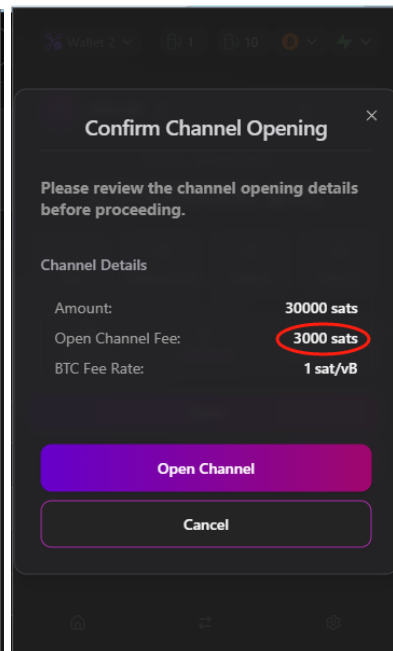 Wallet 2 1 10
Confirm Channel Opening
Please review the channel opening details
before proceeding.
Channel Details
Amount: 30000 sats
Open Channel Fee: 3000 sats
BTC Fee Rate: 1 sat/vB
Open Channel
Cancel